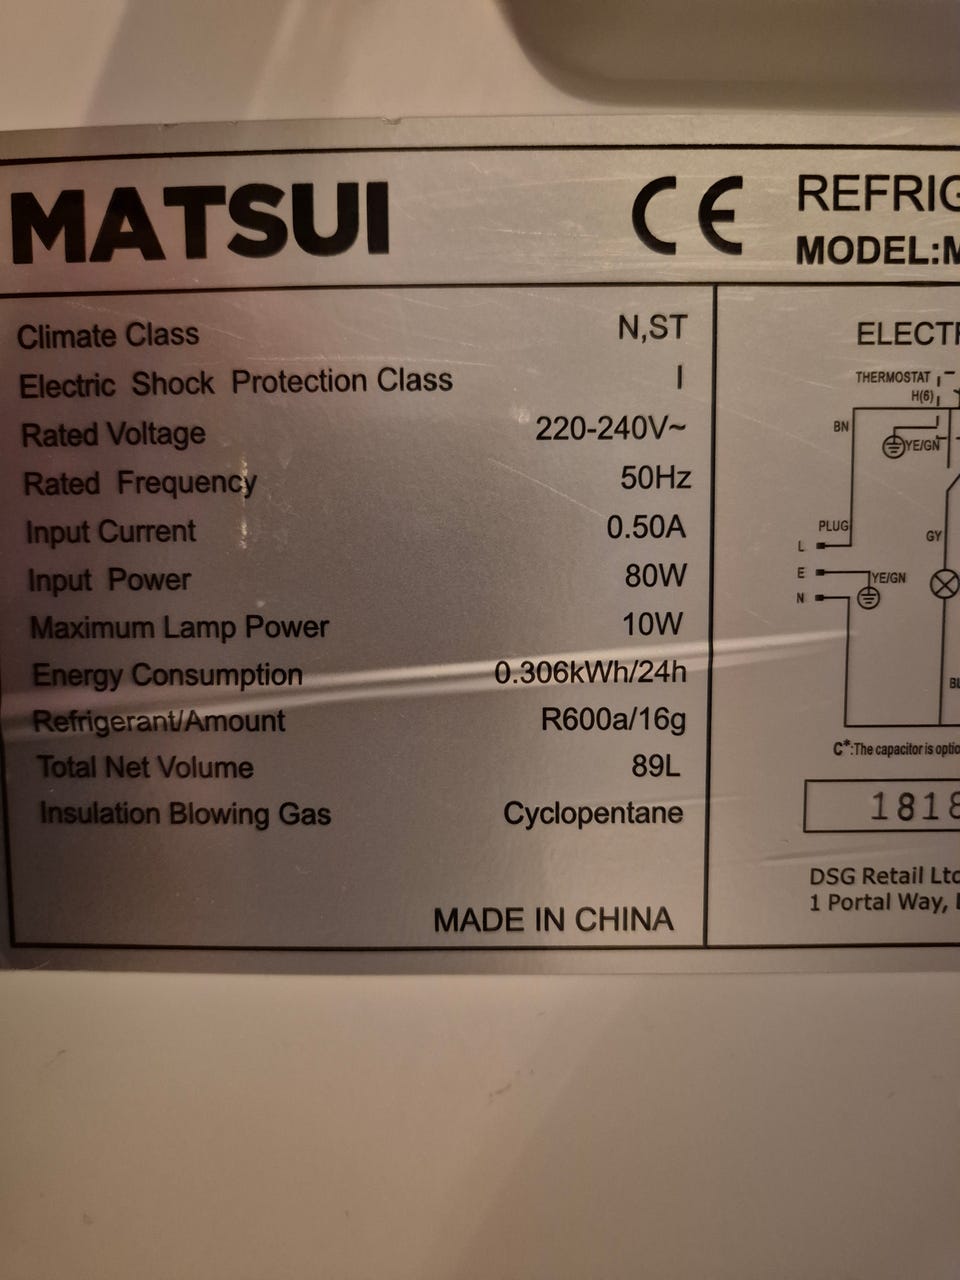 MATSUI
CE
REFRIG
MODEL:M
Climate Class N,ST
Electric Shock Protection Class I
Rated Voltage 220-240V~
Rated Frequency 50Hz
Input Current 0.50A
Input Power 80W
Maximum Lamp Power 10W
Energy Consumption 0.306kWh/24h
Refrigerant/Amount R600a/16g
Total Net Volume 89L
Insulation Blowing Gas Cyclopentane
MADE IN CHINA
ELECTR
THERMOSTAT
H(6)
BN
YE/GN
PLUG
L
GY
E
YE/GN
N
C*:The capacitor is optio
1818
DSG Retail Ltd
1 Portal Way,